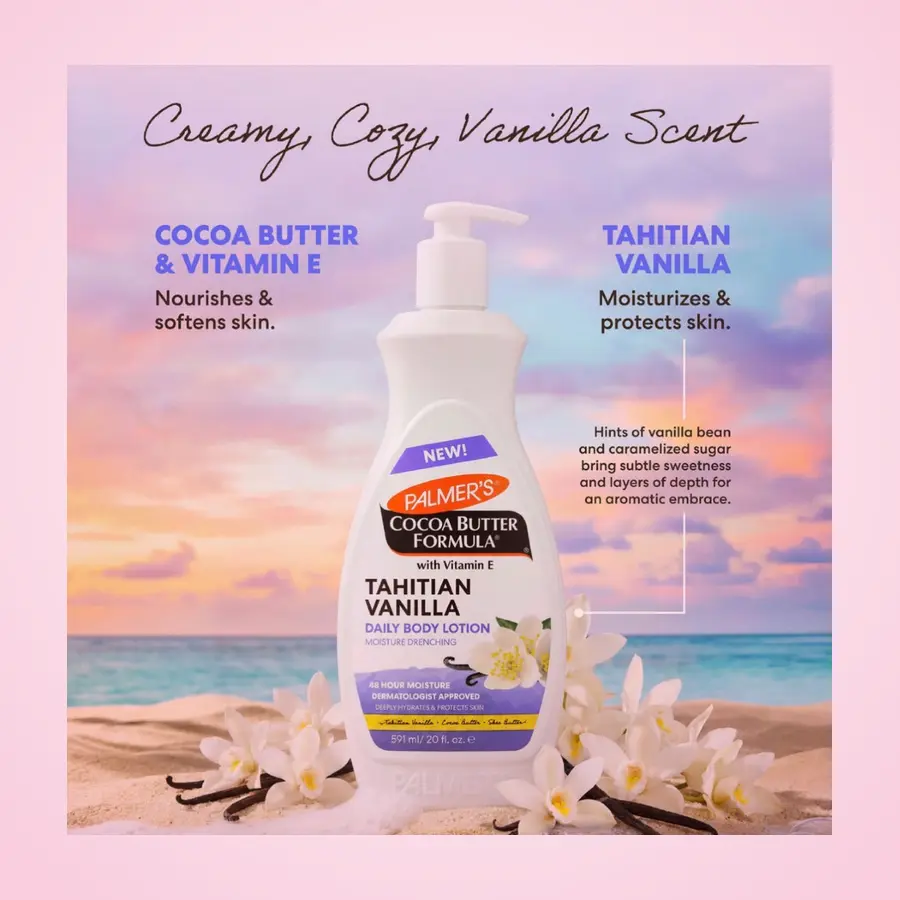 Creamy, Cozy, Vanilla Scent
COCOA BUTTER
& VITAMIN E
Nourishes &
softens skin.
TAHITIAN
VANILLA
Moisturizes &
protects skin.
Hints of vanilla bean
and caramelized sugar
bring subtle sweetness
and layers of depth for
an aromatic embrace.
NEW!
PALMER'S®
COCOA BUTTER
FORMULA®
with Vitamin E
TAHITIAN
VANILLA
DAILY BODY LOTION
MOISTURE DRENCHING
48 HOUR MOISTURE
DERMATOLOGIST APPROVED
DEEPLY HYDRATES & PROTECTS SKIN
Tahitian Vanilla - Cocoa Butter - Shea Butter
591 ml/ 20 fl. oz. ℮
PALMER'S